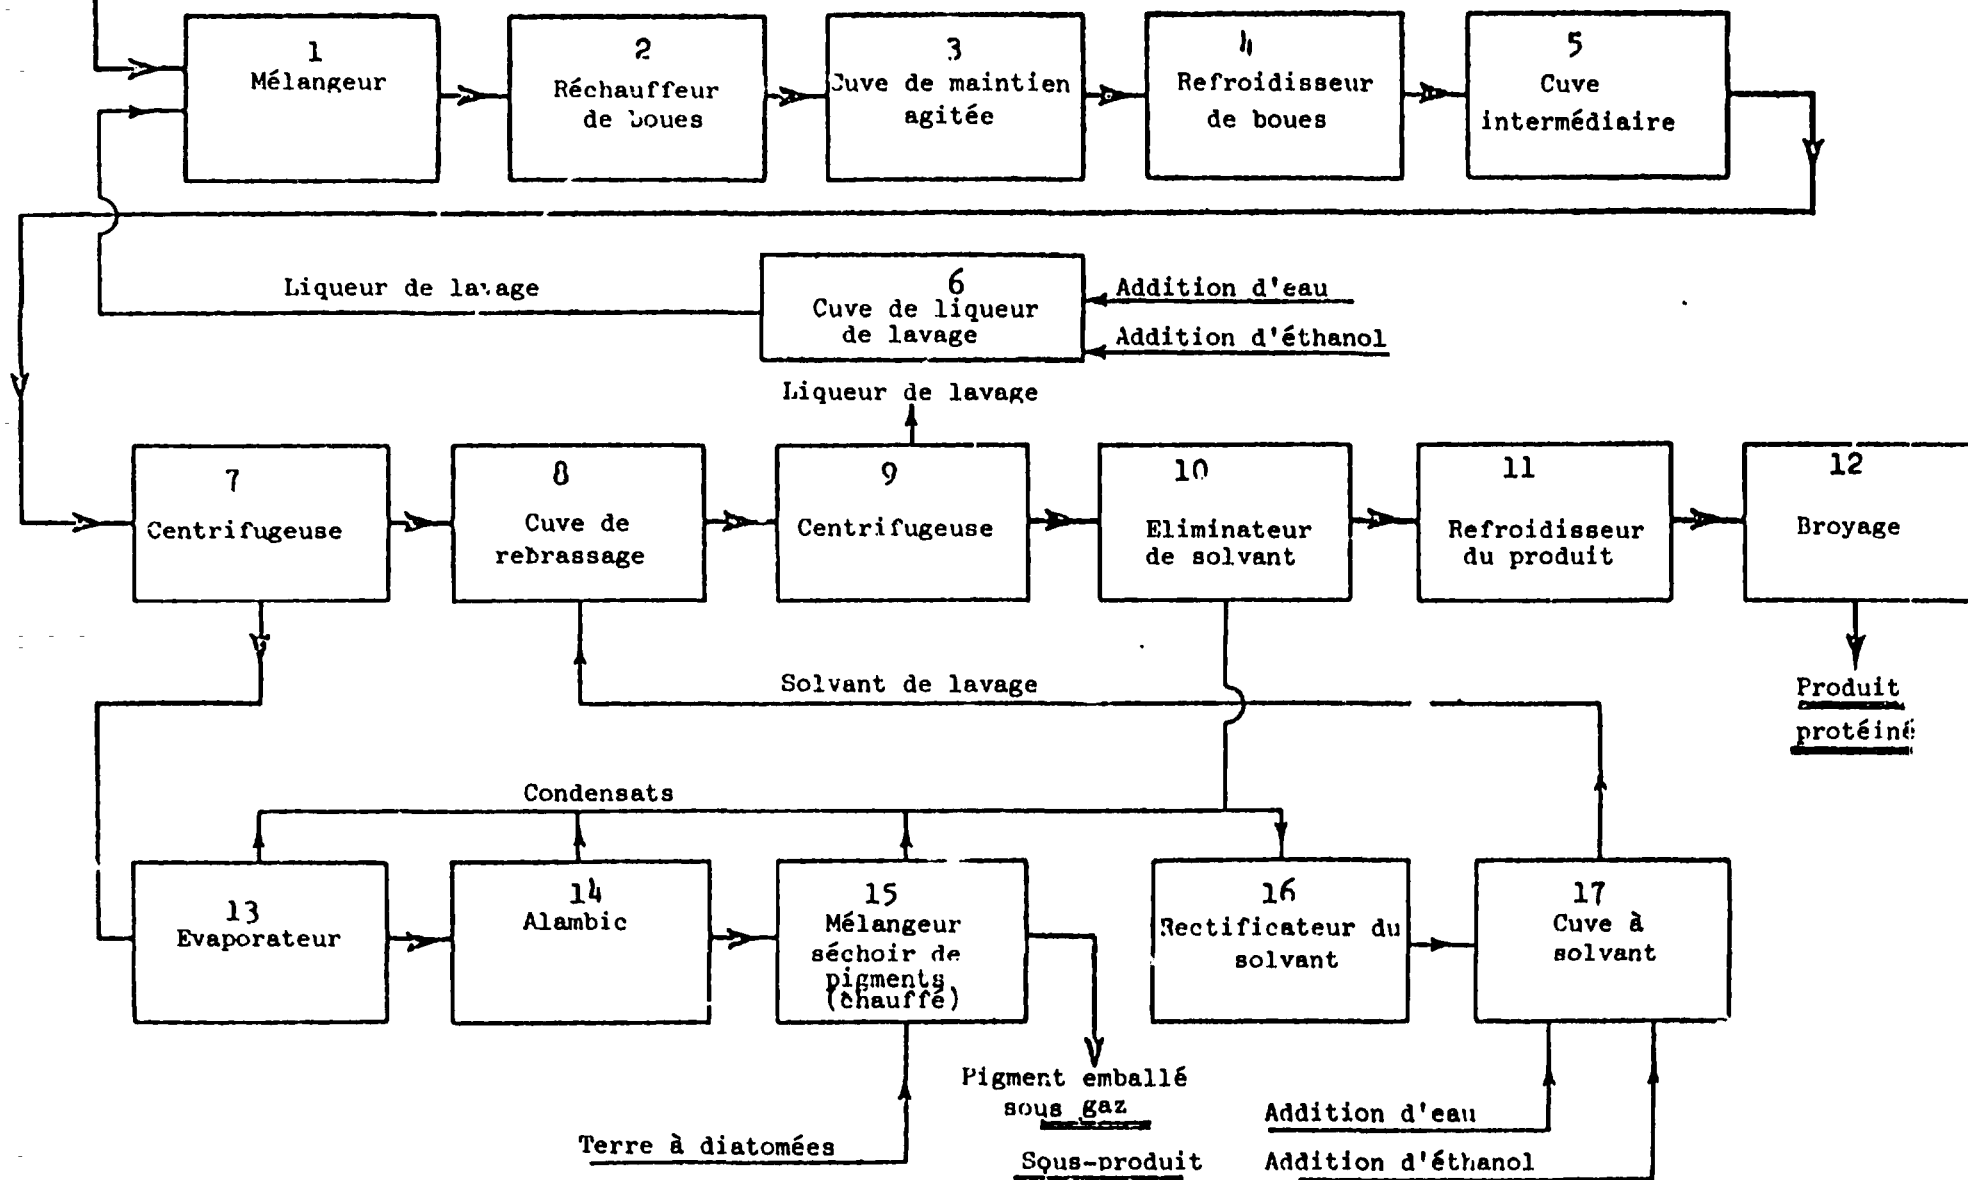 1
Mélangeur
2
Réchauffeur
de boues
3
Cuve de maintien
agitée
4
Refroidisseur
de boues
5
Cuve
intermédiaire
Liqueur de lavage
6
Cuve de liqueur
de lavage
Addition d'eau
Addition d'éthanol
Liqueur de lavage
7
Centrifugeuse
8
Cuve de
rebrassage
9
Centrifugeuse
10
Eliminateur
de solvant
11
Refroidisseur
du produit
12
Broyage
Produit
protéiné
Solvant de lavage
Condensats
13
Evaporateur
14
Alambic
15
Mélangeur
séchoir de
pigments
(chauffé)
16
Rectificateur du
solvant
17
Cuve à
solvant
Pigment emballé
sous gaz
Sous-produit
Terre à diatomées
Addition d'eau
Addition d'éthanol